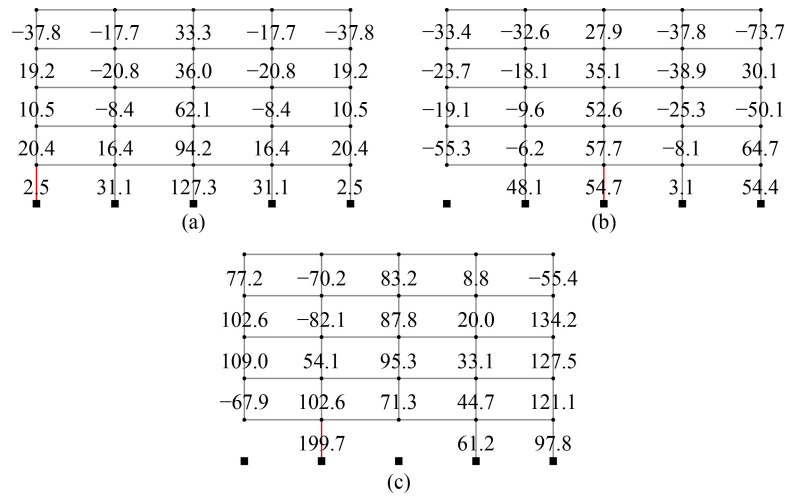 −37.8 −17.7 33.3 −17.7 −37.8
19.2 −20.8 36.0 −20.8 19.2
10.5 −8.4 62.1 −8.4 10.5
20.4 16.4 94.2 16.4 20.4
2.5 31.1 127.3 31.1 2.5
(a)
−33.4 −32.6 27.9 −37.8 −73.7
−23.7 −18.1 35.1 −38.9 30.1
−19.1 −9.6 52.6 −25.3 −50.1
−55.3 −6.2 57.7 −8.1 64.7
48.1 54.7 3.1 54.4
(b)
77.2 −70.2 83.2 8.8 −55.4
102.6 −82.1 87.8 20.0 134.2
109.0 54.1 95.3 33.1 127.5
−67.9 102.6 71.3 44.7 121.1
199.7 61.2 97.8
(c)